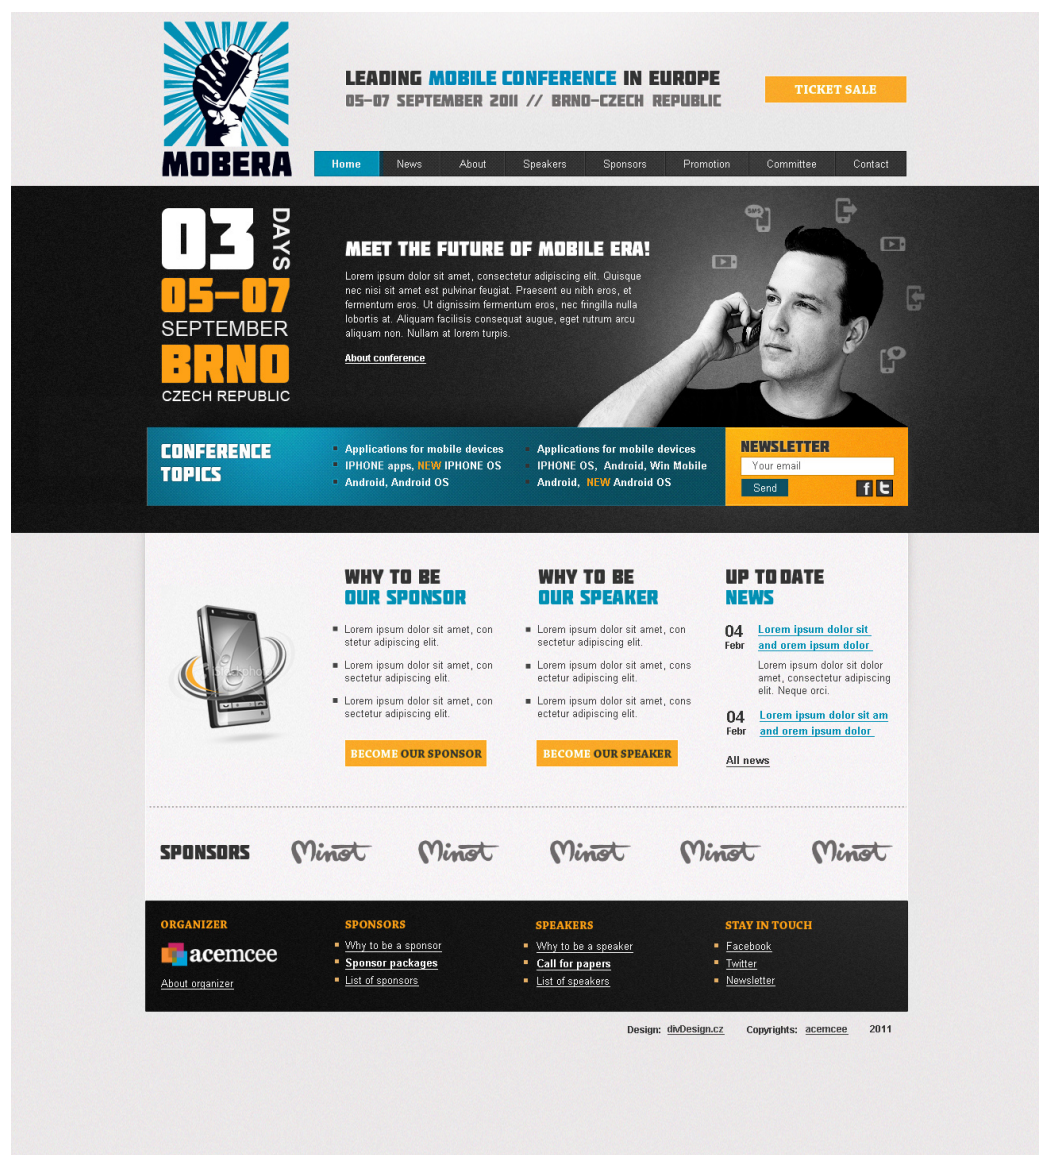 MOBERA
LEADING MOBILE CONFERENCE IN EUROPE
05-07 SEPTEMBER 2011 // BRNO-CZECH REPUBLIC
TICKET SALE
Home News About Speakers Sponsors Promotion Committee Contact
03 DAYS
05-07
SEPTEMBER
BRNO
CZECH REPUBLIC
MEET THE FUTURE OF MOBILE ERA!
Lorem ipsum dolor sit amet, consectetur adipiscing elit. Quisque
nec nisi sit amet est pulvinar feugiat. Praesent eu nibh eros, et
fermentum eros. Ut dignissim fermentum eros, nec fringilla nulla
lobortis at. Aliquam facilisis consequat augue, eget rutrum arcu
aliquam non. Nullam at lorem turpis.
About conference
SMS
CONFERENCE
TOPICS
Applications for mobile devices
IPHONE apps, NEW IPHONE OS
Android, Android OS
Applications for mobile devices
IPHONE OS, Android, Win Mobile
Android, NEW Android OS
NEWSLETTER
Your email
Send
WHY TO BE
OUR SPONSOR
Lorem ipsum dolor sit amet, con
stetur adipiscing elit.
Lorem ipsum dolor sit amet, con
sectetur adipiscing elit.
Lorem ipsum dolor sit amet, con
sectetur adipiscing elit.
BECOME OUR SPONSOR
WHY TO BE
OUR SPEAKER
Lorem ipsum dolor sit amet, con
sectetur adipiscing elit.
Lorem ipsum dolor sit amet, cons
ectetur adipiscing elit.
Lorem ipsum dolor sit amet, cons
ectetur adipiscing elit.
BECOME OUR SPEAKER
UP TO DATE
NEWS
04
Febr
Lorem ipsum dolor sit
and orem ipsum dolor
Lorem ipsum dolor sit dolor
amet, consectetur adipiscing
elit. Neque orci.
04
Febr
Lorem ipsum dolor sit am
and orem ipsum dolor
All news
SPONSORS
Minot Minot Minot Minot Minot
ORGANIZER
acemcee
About organizer
SPONSORS
Why to be a sponsor
Sponsor packages
List of sponsors
SPEAKERS
Why to be a speaker
Call for papers
List of speakers
STAY IN TOUCH
Facebook
Twitter
Newsletter
Design: divDesign.cz Copyrights: acemcee 2011